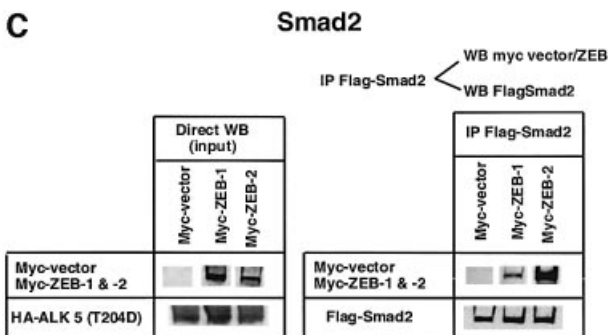 C
Smad2
IP Flag-Smad2
WB myc vector/ZEB
WB FlagSmad2
Direct WB
(input)
Myc-vector
Myc-ZEB-1
Myc-ZEB-2
Myc-vector
Myc-ZEB-1 & -2
HA-ALK 5 (T204D)
IP Flag-Smad2
Myc-vector
Myc-ZEB-1
Myc-ZEB-2
Myc-vector
Myc-ZEB-1 & -2
Flag-Smad2